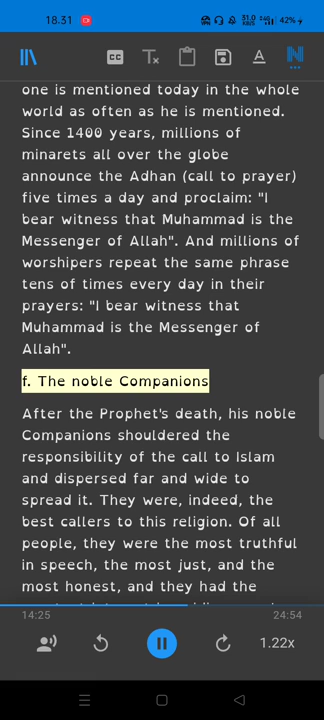 18.31
31.0
KB/S
42%
CC
A
N
one is mentioned today in the whole
world as often as he is mentioned.
Since 1400 years, millions of
minarets all over the globe
announce the Adhan (call to prayer)
five times a day and proclaim: "I
bear witness that Muhammad is the
Messenger of Allah". And millions of
worshipers repeat the same phrase
tens of times every day in their
prayers: "I bear witness that
Muhammad is the Messenger of
Allah".
f. The noble Companions
After the Prophet's death, his noble
Companions shouldered the
responsibility of the call to Islam
and dispersed far and wide to
spread it. They were, indeed, the
best callers to this religion. Of all
people, they were the most truthful
in speech, the most just, and the
most honest, and they had the
14:25
24:54
1.22x